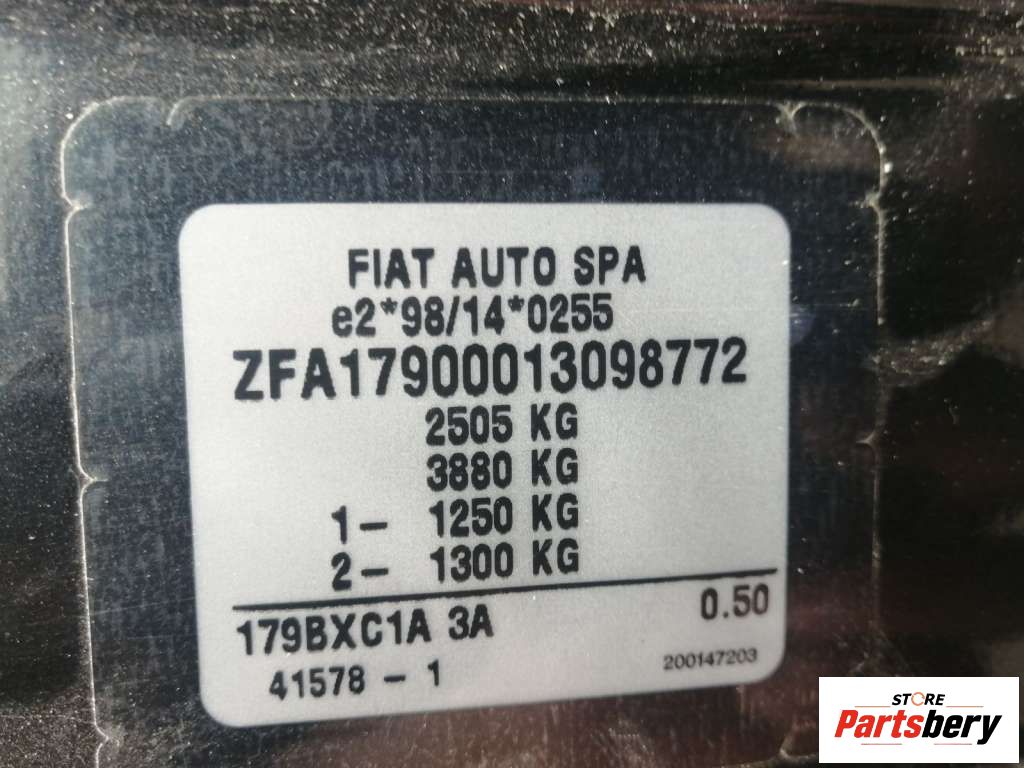 FIAT AUTO SPA
e2*98/14*0255
ZFA17900013098772
2505 KG
3880 KG
1- 1250 KG
2- 1300 KG
179BXC1A 3A 0.50
41578 - 1 200147203
STORE
Partsbery